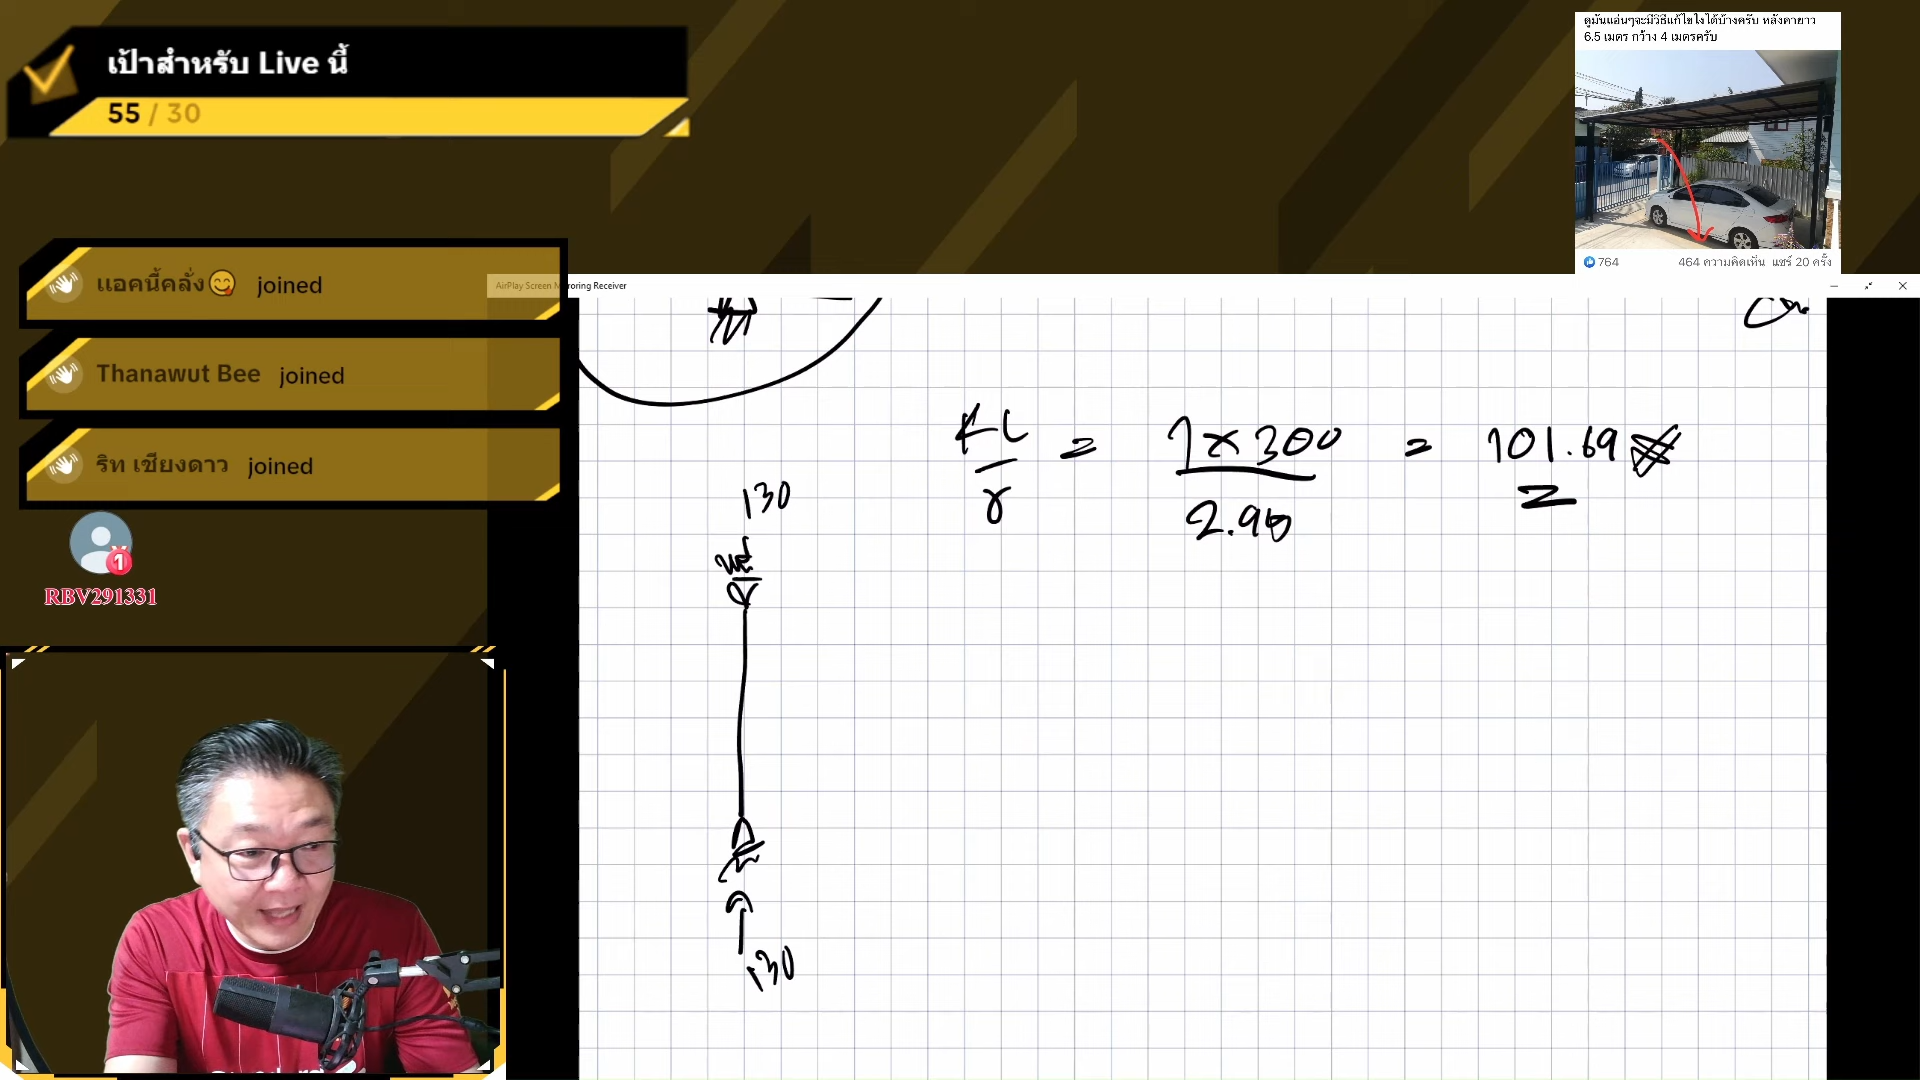 เป้าสำหรับ Live นี้
55 / 30
แอคนี้คลั่ง😋 joined
Thanawut Bee joined
ริท เชียงดาว joined
1
RBV291331
ดูมันแอ่นๆจะมีวิธีแก้ไขไงได้บ้างครับ หลังคายาว
6.5 เมตร กว้าง 4 เมตรครับ
764
464 ความคิดเห็น แชร์ 20 ครั้ง
AirPlay Screen Mirroring Receiver
KL
r
=
1 × 300
2.95
= 101.69
130
130